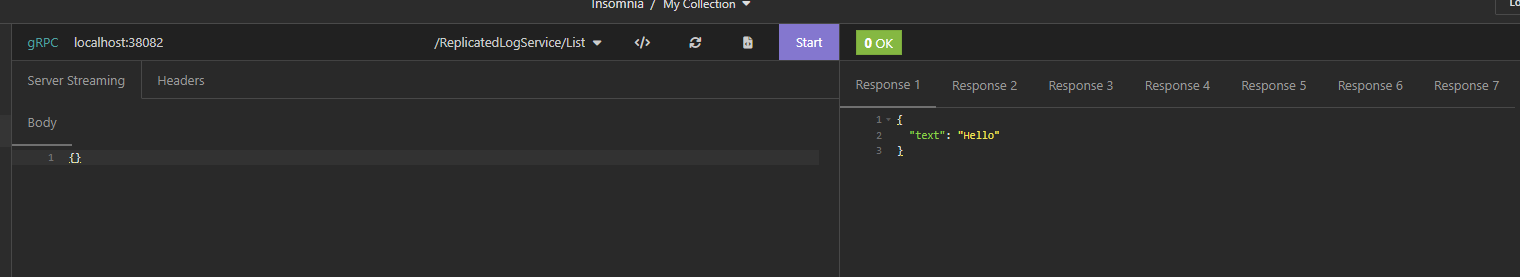 Insomnia / My Collection
gRPC localhost:38082 /ReplicatedLogService/List </> Start 0 OK
Server Streaming Headers
Response 1 Response 2 Response 3 Response 4 Response 5 Response 6 Response 7
Body
1 {}
1 {
2 "text": "Hello"
3 }